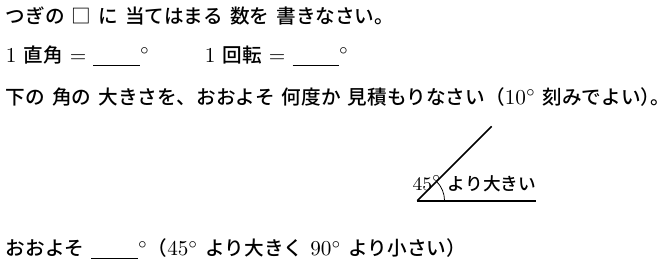 つぎの □ に 当てはまる 数を 書きなさい。
1 直角 = ____° 1 回転 = ____°
下の 角の 大きさを、おおよそ 何度か 見積もりなさい（10° 刻みでよい）。
45° より大きい
おおよそ ____°（45° より大きく 90° より小さい）